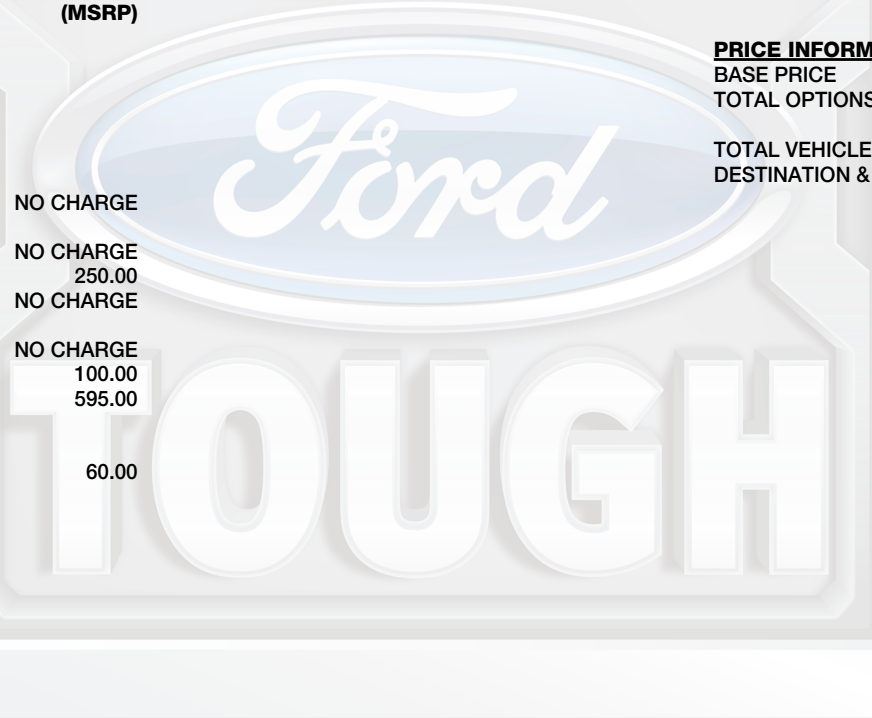 (MSRP)
PRICE INFORM
BASE PRICE
TOTAL OPTIONS
TOTAL VEHICLE
DESTINATION &
NO CHARGE
NO CHARGE
250.00
NO CHARGE
NO CHARGE
100.00
595.00
60.00
Ford
TOUGH